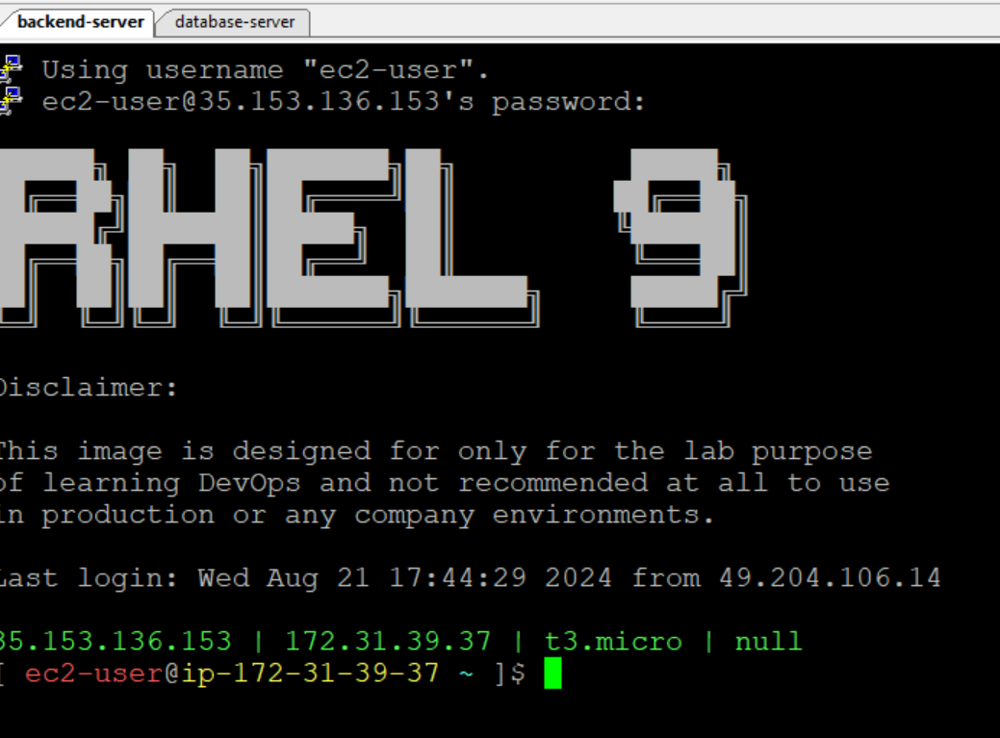 backend-server database-server
Using username "ec2-user".
ec2-user@35.153.136.153's password:
RHEL 9
Disclaimer:
This image is designed for only for the lab purpose
of learning DevOps and not recommended at all to use
in production or any company environments.
Last login: Wed Aug 21 17:44:29 2024 from 49.204.106.14
35.153.136.153 | 172.31.39.37 | t3.micro | null
[ ec2-user@ip-172-31-39-37 ~ ]$